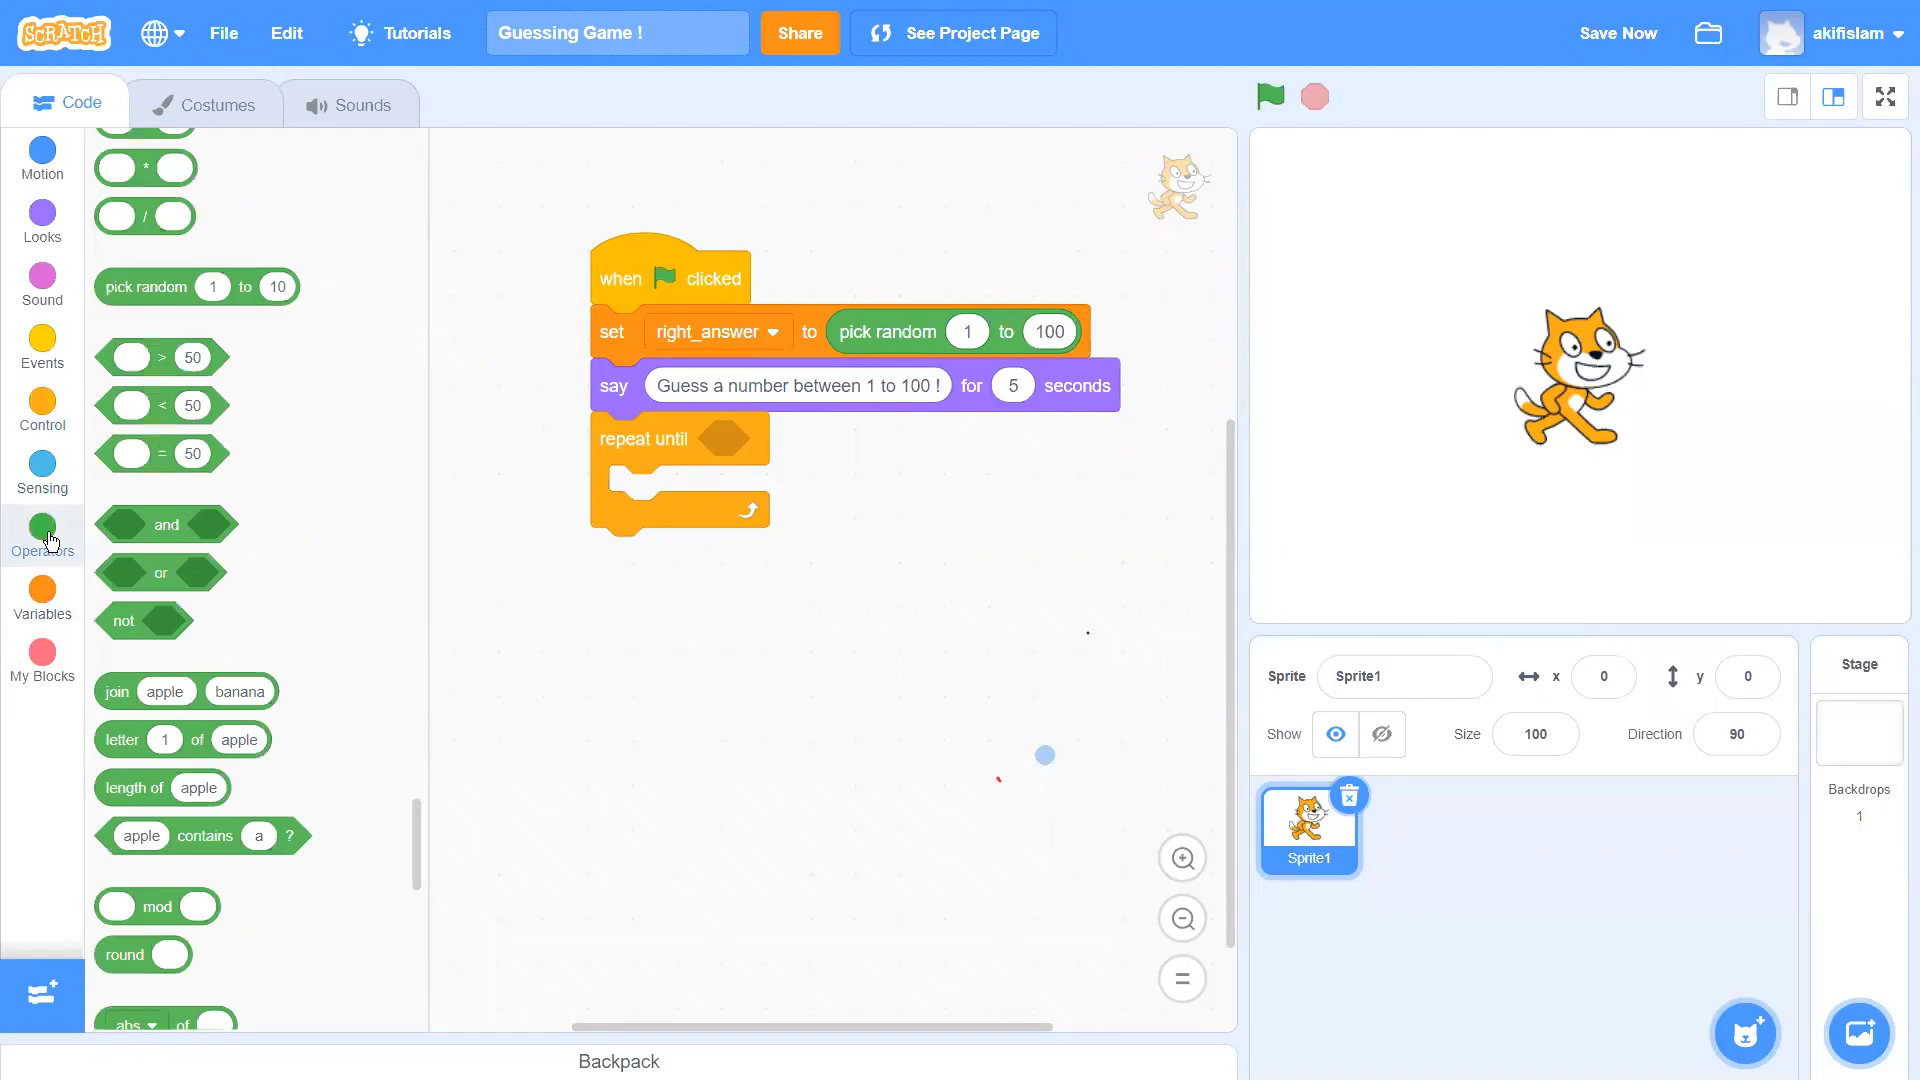 SCRATCH File Edit Tutorials Guessing Game ! Share See Project Page Save Now akifislam
Code Costumes Sounds
Motion
Looks
Sound
Events
Control
Sensing
Operators
Variables
My Blocks
*
/
pick random 1 to 10
> 50
< 50
= 50
and
or
not
join apple banana
letter 1 of apple
length of apple
apple contains a ?
mod
round
abs of
when clicked
set right_answer to pick random 1 to 100
say Guess a number between 1 to 100 ! for 5 seconds
repeat until
Backpack
Sprite Sprite1 x 0 y 0
Show Size 100 Direction 90
Sprite1
Stage
Backdrops
1